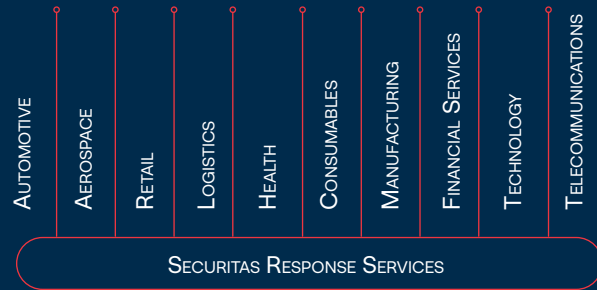 Automotive
Aerospace
Retail
Logistics
Health
Consumables
Manufacturing
Financial Services
Technology
Telecommunications
Securitas Response Services